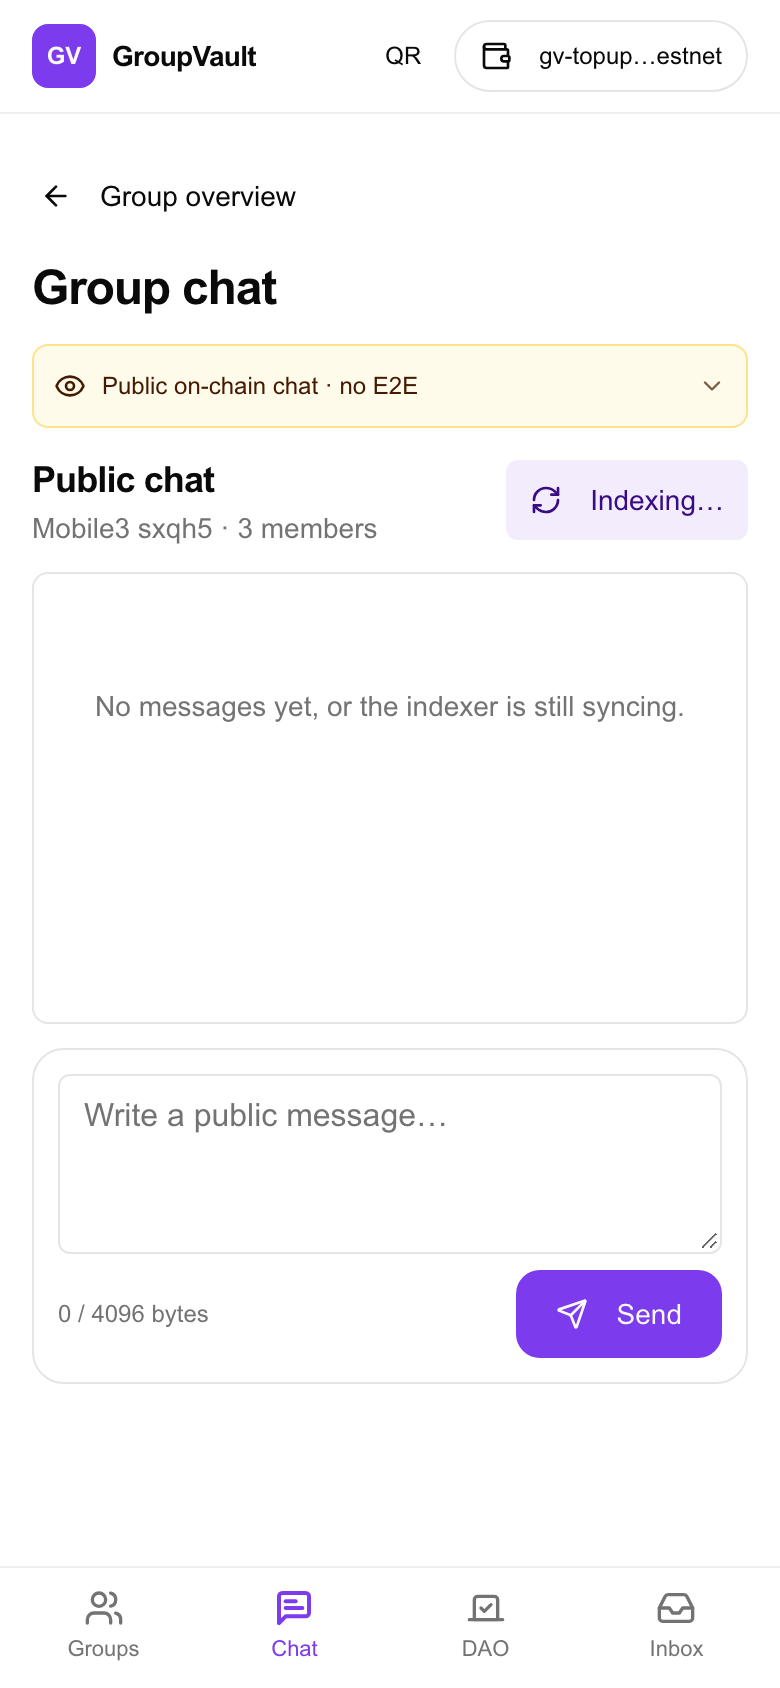 GV GroupVault QR gv-topup…estnet
Group overview
Group chat
Public on-chain chat · no E2E
Public chat
Mobile3 sxqh5 · 3 members
Indexing…
No messages yet, or the indexer is still syncing.
Write a public message…
0 / 4096 bytes
Send
Groups Chat DAO Inbox